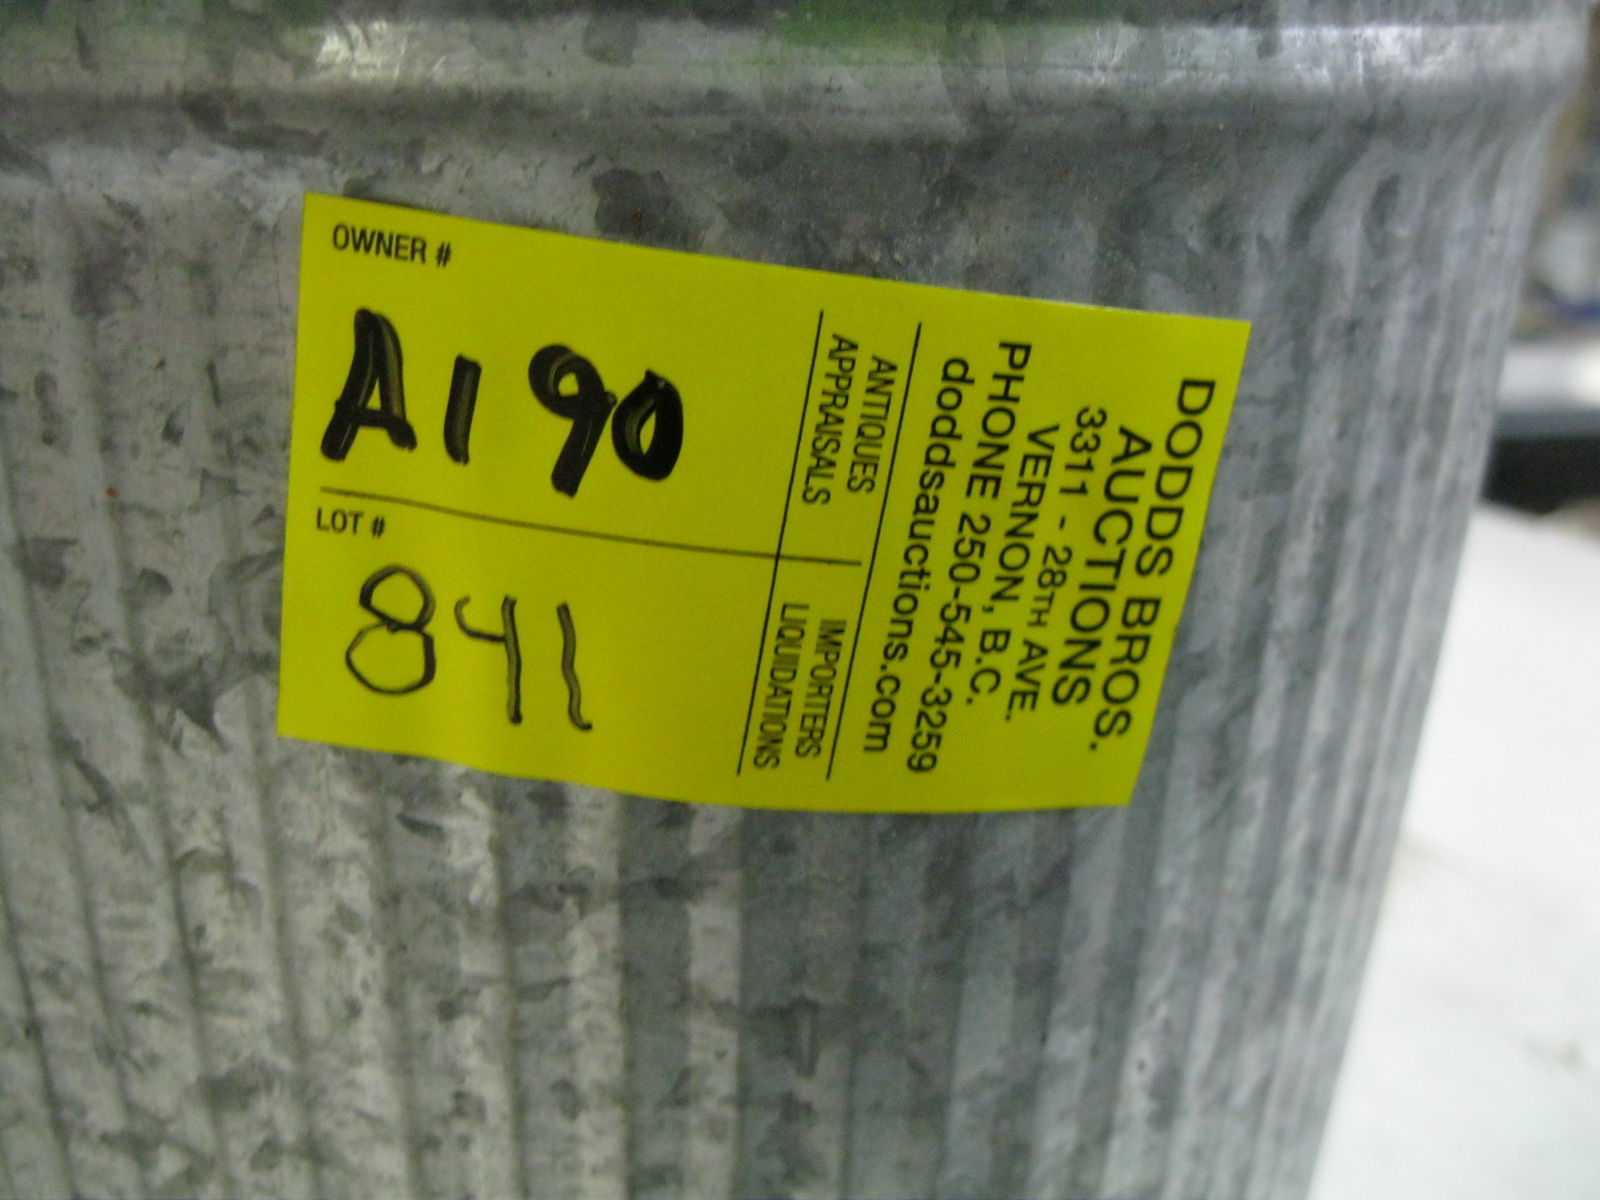 OWNER #
A190
LOT #
841
DODDS BROS.
AUCTIONS
3311 - 28TH AVE.
VERNON, B.C.
PHONE 250-545-3259
doddsauctions.com
ANTIQUES
APPRAISALS
IMPORTERS
LIQUIDATIONS